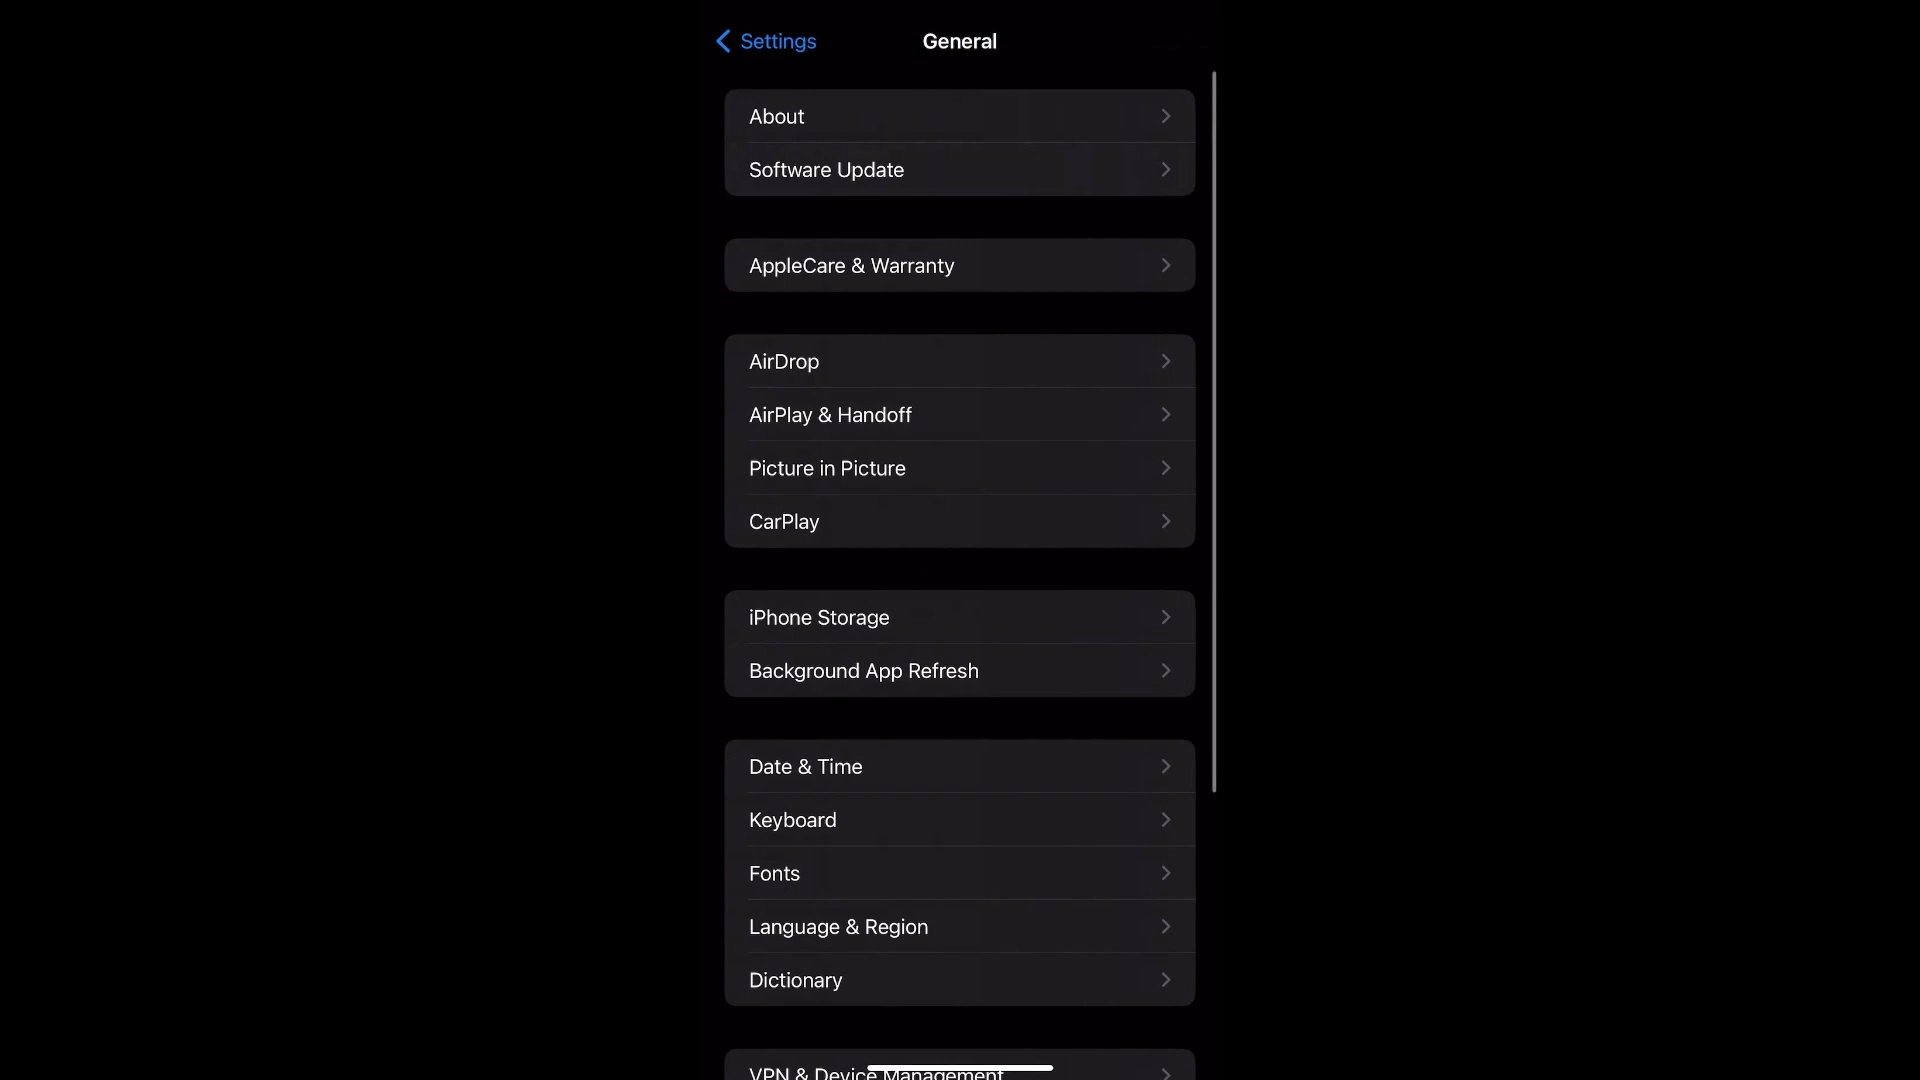 Settings
General
About
Software Update
AppleCare & Warranty
AirDrop
AirPlay & Handoff
Picture in Picture
CarPlay
iPhone Storage
Background App Refresh
Date & Time
Keyboard
Fonts
Language & Region
Dictionary
VPN & Device Management